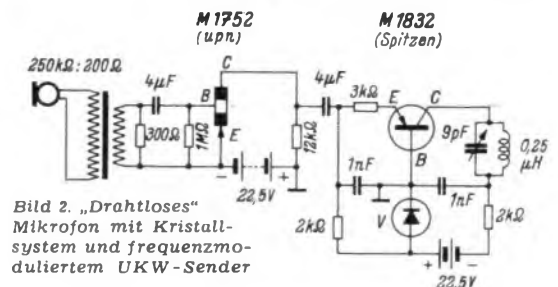 M1752
(upn)
M1832
(Spitzen)
250kΩ:200Ω
4μF
C
B
E
300Ω
1MΩ
12kΩ
22,5V
−
+
4μF
3kΩ
E
C
B
9pF
0,25
μH
1nF
1nF
2kΩ
V
2kΩ
+
−
22,5V
Bild 2. „Drahtloses"
Mikrofon mit Kristall-
system und frequenzmo-
duliertem UKW-Sender